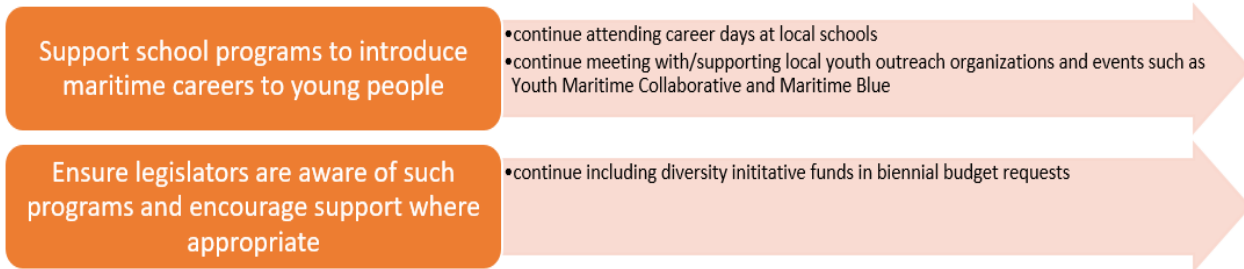 Support school programs to introduce
maritime careers to young people
•continue attending career days at local schools
•continue meeting with/supporting local youth outreach organizations and events such as
Youth Maritime Collaborative and Maritime Blue
Ensure legislators are aware of such
programs and encourage support where
appropriate
•continue including diversity inititative funds in biennial budget requests